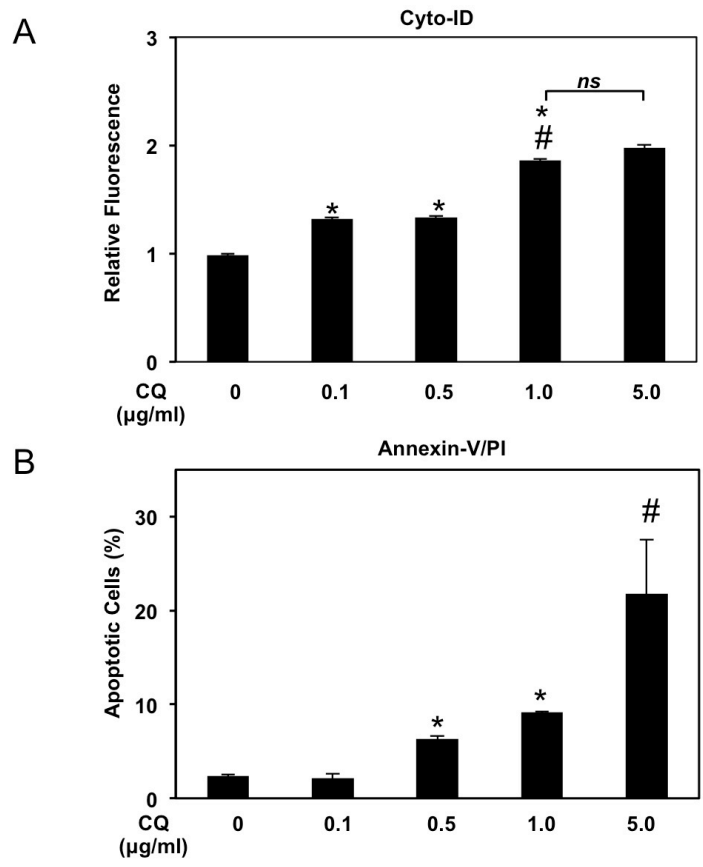 A
Cyto-ID
3
2
1
0
Relative Fluorescence
ns
*
#
*
*
CQ
(µg/ml)
0 0.1 0.5 1.0 5.0
B
Annexin-V/PI
30
20
10
0
Apoptotic Cells (%)
#
*
*
CQ
(µg/ml)
0 0.1 0.5 1.0 5.0